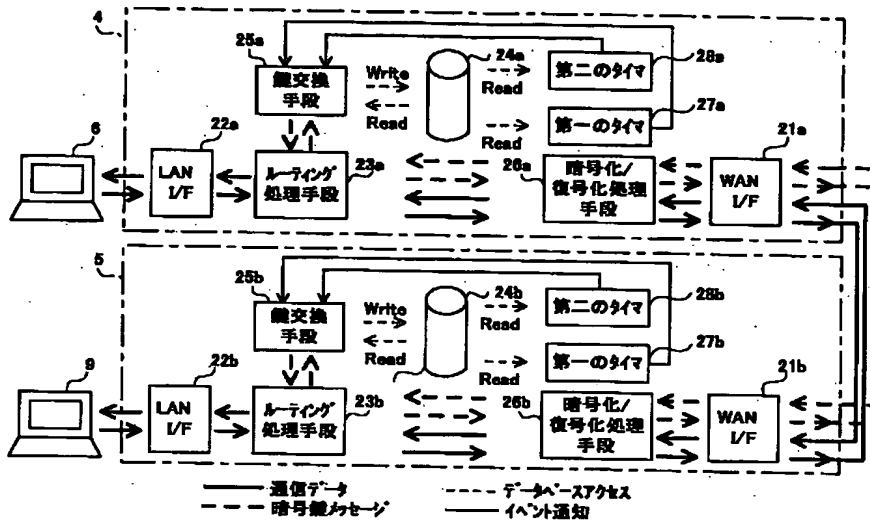 4
25a
鍵交換
手段
Write
Read
24a
Read
Read
第二のタイマ
28a
第一のタイマ
27a
6
22a
LAN
I/F
ルーティング
処理手段
23a
26a
暗号化/
復号化処理
手段
21a
WAN
I/F
5
25b
鍵交換
手段
Write
Read
24b
Read
Read
第二のタイマ
28b
第一のタイマ
27b
9
22b
LAN
I/F
ルーティング
処理手段
23b
26b
暗号化/
復号化処理
手段
21b
WAN
I/F
通信データ
データベースアクセス
暗号鍵メッセージ
イベント通知